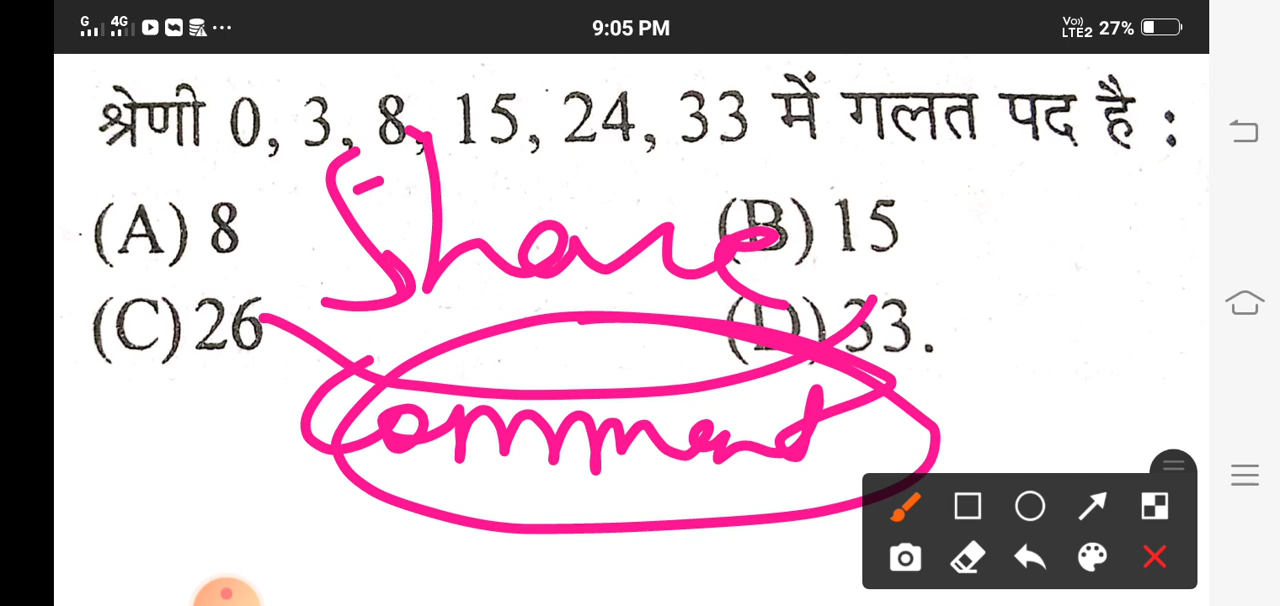 G 4G ... 9:05 PM Vo)) LTE2 27%
श्रेणी 0, 3, 8, 15, 24, 33 में गलत पद है :
(A) 8 (B) 15
Share
(C) 26 (D) 33.
Comment